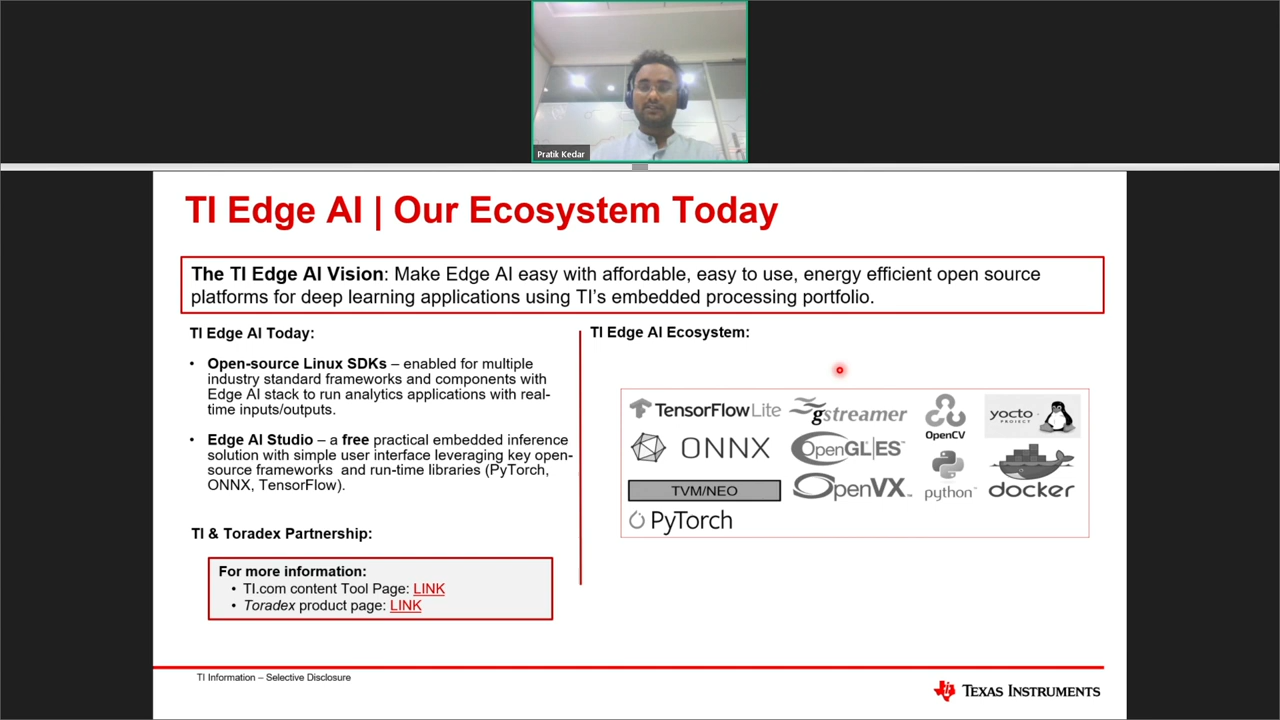 Pratik Kedar
TI Edge AI | Our Ecosystem Today
The TI Edge AI Vision: Make Edge AI easy with affordable, easy to use, energy efficient open source
platforms for deep learning applications using TI's embedded processing portfolio.
TI Edge AI Today:
• Open-source Linux SDKs – enabled for multiple
industry standard frameworks and components with
Edge AI stack to run analytics applications with real-
time inputs/outputs.
• Edge AI Studio – a free practical embedded inference
solution with simple user interface leveraging key open-
source frameworks and run-time libraries (PyTorch,
ONNX, TensorFlow).
TI & Toradex Partnership:
For more information:
• TI.com content Tool Page: LINK
• Toradex product page: LINK
TI Edge AI Ecosystem:
TensorFlow Lite
gstreamer
OpenCV
yocto
PROJECT
ONNX
OpenGL|ES™
TVM/NEO
OpenVX™
python™
docker
PyTorch
TI Information – Selective Disclosure
TEXAS INSTRUMENTS